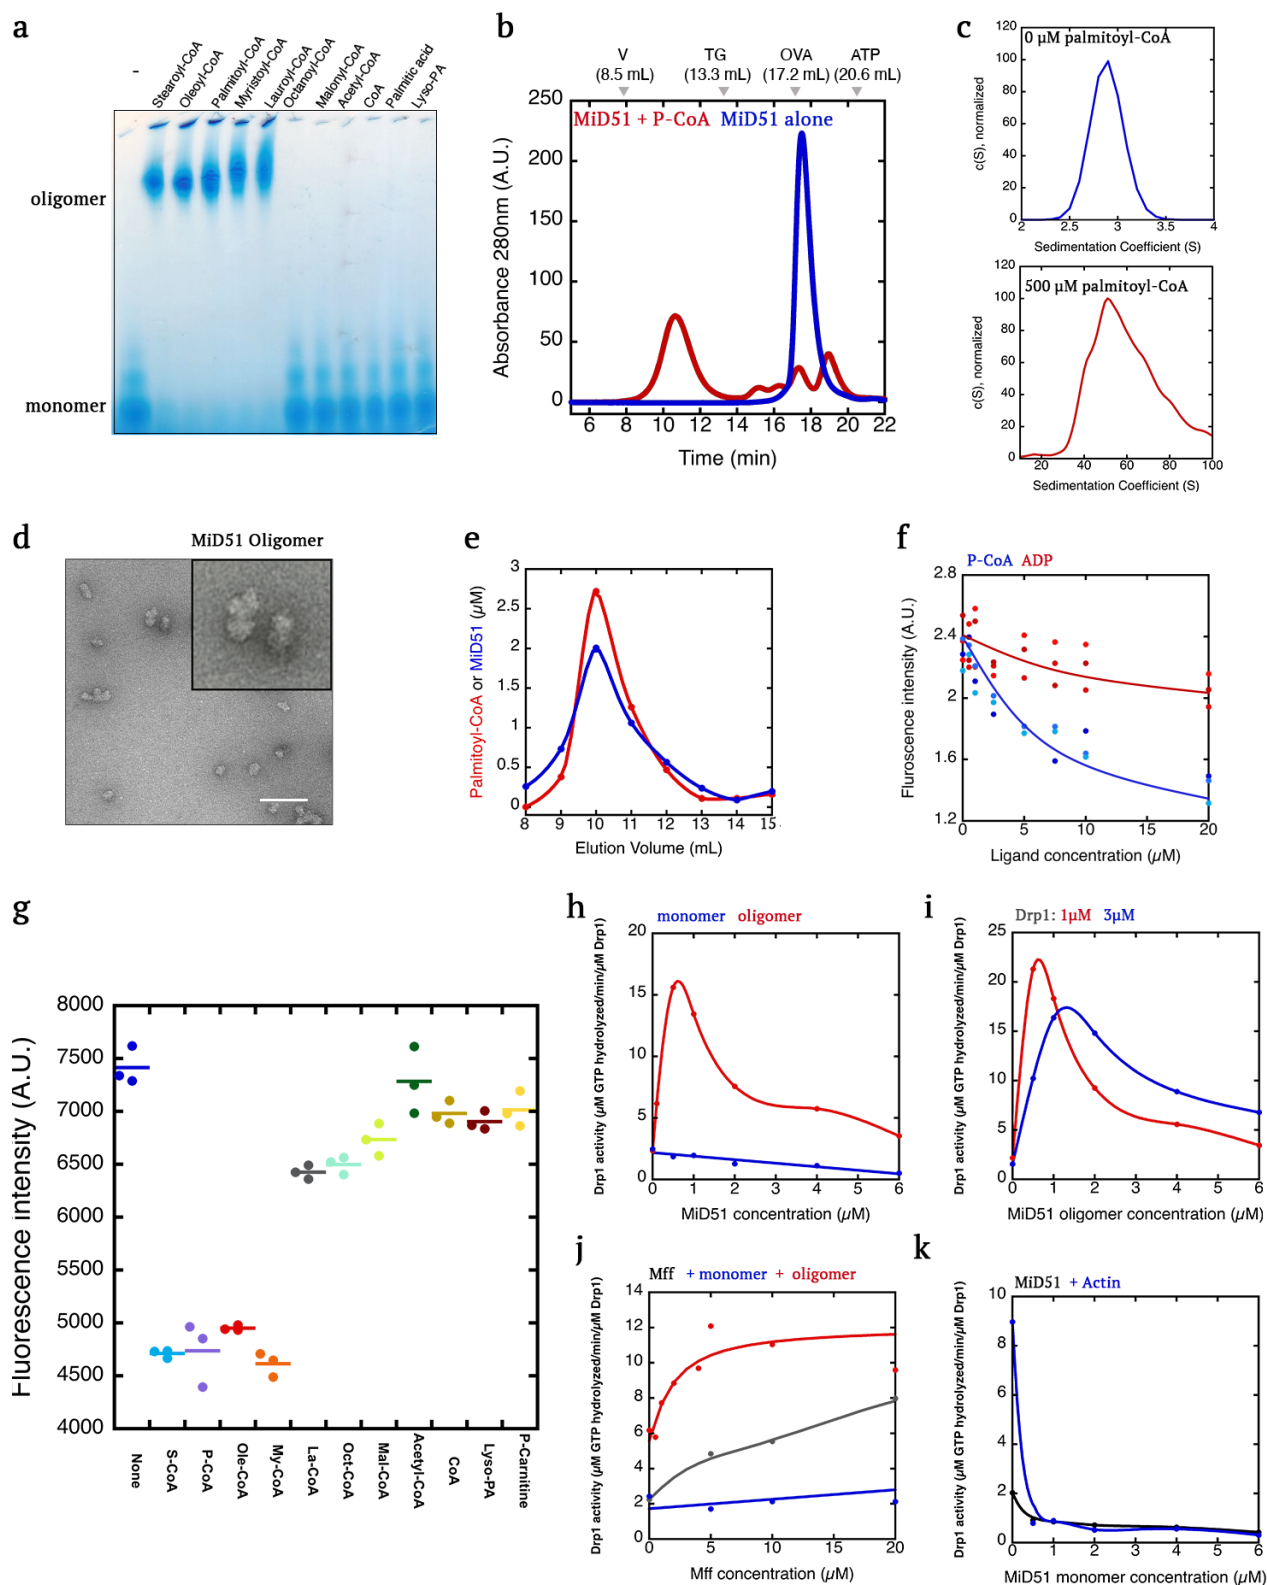 a
-
Stearoyl-CoA
Oleoyl-CoA
Palmitoyl-CoA
Myristoyl-CoA
Lauroyl-CoA
Octanoyl-CoA
Malonyl-CoA
Acetyl-CoA
CoA
Palmitic acid
Lyso-PA
oligomer
monomer
b
V TG OVA ATP
(8.5 mL) (13.3 mL) (17.2 mL) (20.6 mL)
MiD51 + P-CoA MiD51 alone
Absorbance 280nm (A.U.)
250
200
150
100
50
0
6 8 10 12 14 16 18 20 22
Time (min)
c
0 µM palmitoyl-CoA
c(S), normalized
120
100
80
60
40
20
0
2 2.5 3 3.5 4
Sedimentation Coefficient (S)
500 µM palmitoyl-CoA
c(S), normalized
120
100
80
60
40
20
0
20 40 60 80 100
Sedimentation Coefficient (S)
d
MiD51 Oligomer
e
Palmitoyl-CoA or MiD51 (µM)
3
2.5
2
1.5
1
0.5
0
8 9 10 11 12 13 14 15
Elution Volume (mL)
f
P-CoA ADP
Fluroscence intensity (A.U.)
2.8
2.4
2
1.6
1.2
0 5 10 15 20
Ligand concentration (µM)
g
Fluorescence intensity (A.U.)
8000
7500
7000
6500
6000
5500
5000
4500
4000
None
S-CoA
P-CoA
Ole-CoA
My-CoA
La-CoA
Oct-CoA
Mal-CoA
Acetyl-CoA
CoA
Lyso-PA
P-Carnitine
h
monomer oligomer
Drp1 activity (µM GTP hydrolyzed/min/µM Drp1)
20
15
10
5
0
0 1 2 3 4 5 6
MiD51 concentration (µM)
i
Drp1: 1µM 3µM
Drp1 activity (µM GTP hydrolyzed/min/µM Drp1)
25
20
15
10
5
0
0 1 2 3 4 5 6
MiD51 oligomer concentration (µM)
j
Mff + monomer + oligomer
Drp1 activity (µM GTP hydrolyzed/min/µM Drp1)
14
12
10
8
6
4
2
0
0 5 10 15 20
Mff concentration (µM)
k
MiD51 + Actin
Drp1 activity (µM GTP hydrolyzed/min/µM Drp1)
10
8
6
4
2
0
0 1 2 3 4 5 6
MiD51 monomer concentration (µM)